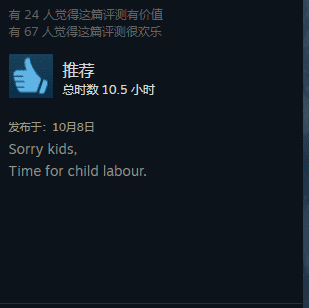 有 24 人觉得这篇评测有价值
有 67 人觉得这篇评测很欢乐
推荐
总时数 10.5 小时
发布于：10月8日
Sorry kids,
Time for child labour.